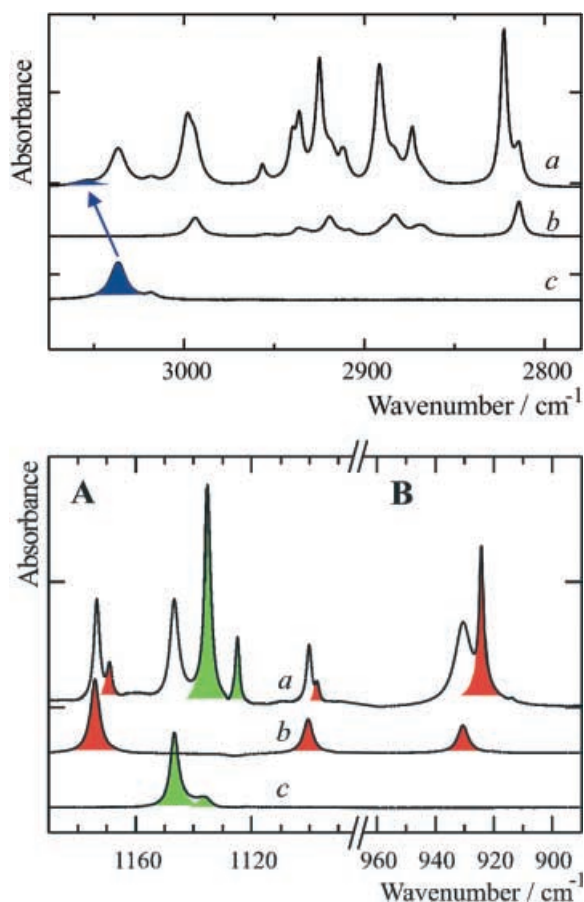 Absorbance
a
b
c
3000 2900 2800
Wavenumber / cm-1
Absorbance
A B
a
b
c
1160 1120 960 940 920 900
Wavenumber / cm-1